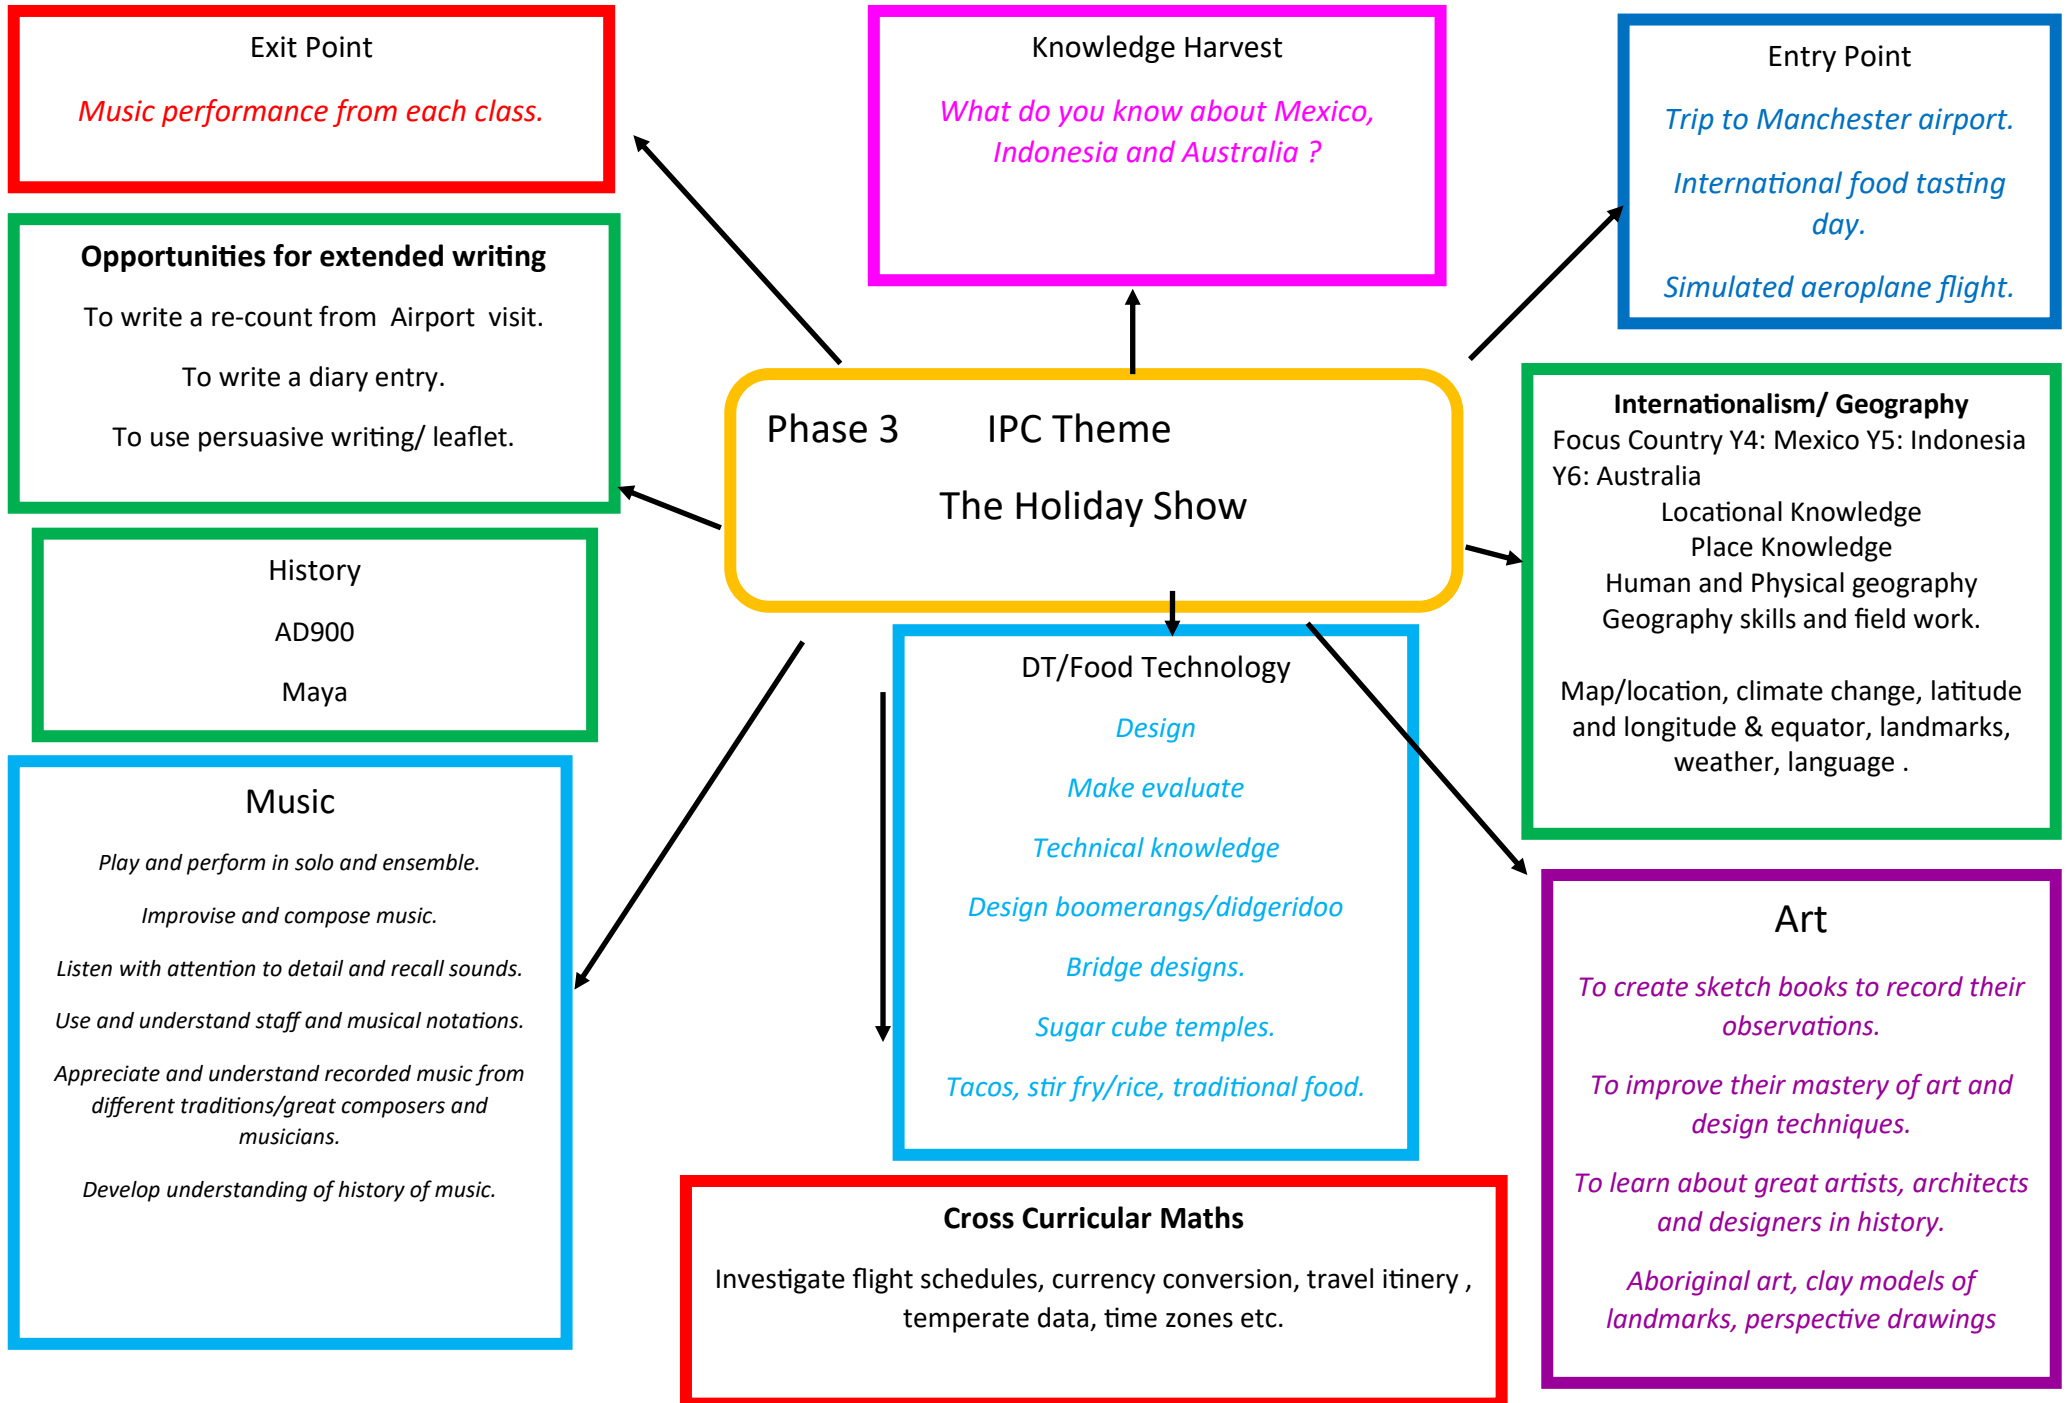 Exit Point
Music performance from each class.
Knowledge Harvest
What do you know about Mexico,
Indonesia and Australia ?
Entry Point
Trip to Manchester airport.
International food tasting
day.
Simulated aeroplane flight.
Opportunities for extended writing
To write a re-count from  Airport  visit.
To write a diary entry.
To use persuasive writing/ leaflet.
Phase 3 IPC Theme
The Holiday Show
Internationalism/ Geography
Focus Country Y4: Mexico Y5: Indonesia
Y6: Australia
Locational Knowledge
Place Knowledge
Human and Physical geography
Geography skills and field work.
Map/location, climate change, latitude
and longitude & equator, landmarks,
weather, language .
History
AD900
Maya
DT/Food Technology
Design
Make evaluate
Technical knowledge
Design boomerangs/didgeridoo
Bridge designs.
Sugar cube temples.
Tacos, stir fry/rice, traditional food.
Music
Play and perform in solo and ensemble.
Improvise and compose music.
Listen with attention to detail and recall sounds.
Use and understand staff and musical notations.
Appreciate and understand recorded music from
different traditions/great composers and
musicians.
Develop understanding of history of music.
Art
To create sketch books to record their
observations.
To improve their mastery of art and
design techniques.
To learn about great artists, architects
and designers in history.
Aboriginal art, clay models of
landmarks, perspective drawings
Cross Curricular Maths
Investigate flight schedules, currency conversion, travel itinery ,
temperate data, time zones etc.